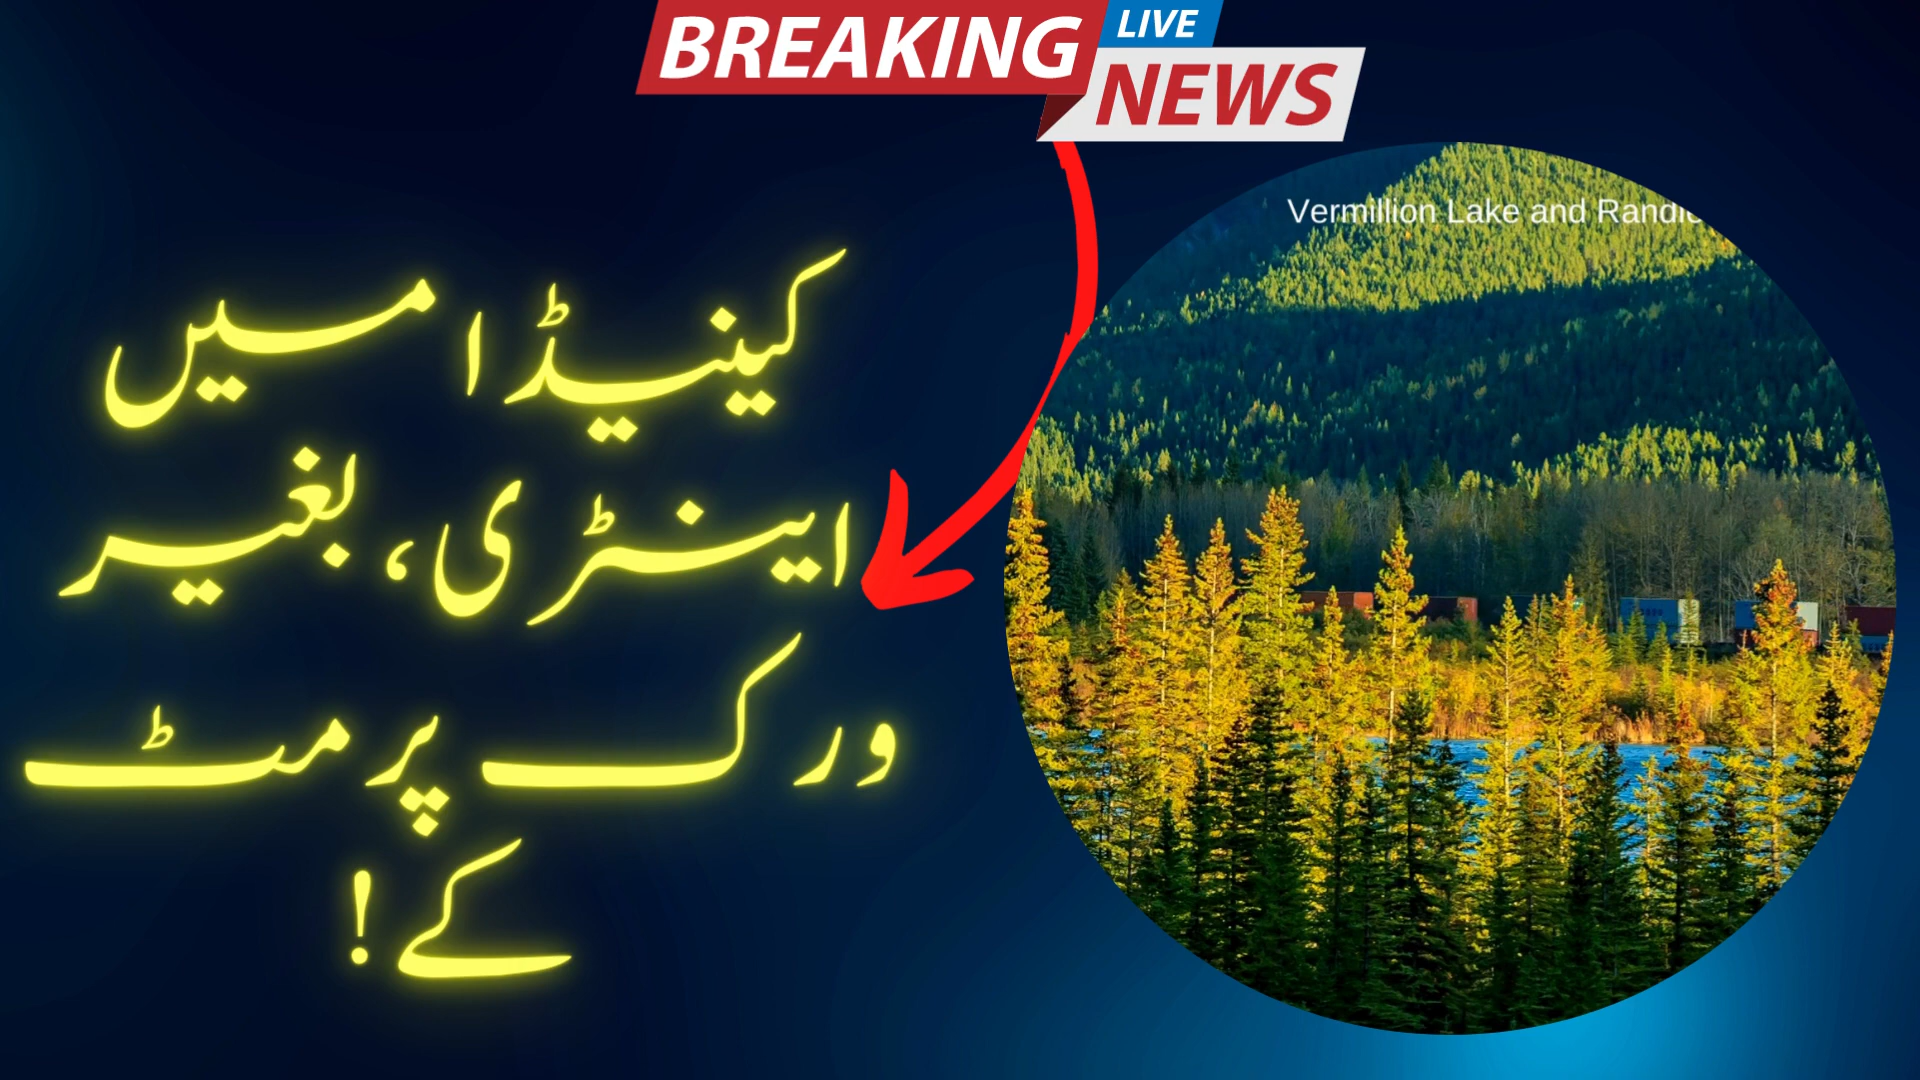 BREAKING
LIVE
NEWS
Vermillion Lake and
کینیڈا میں
اینٹری، بغیر
ورک پرمٹ
کے!